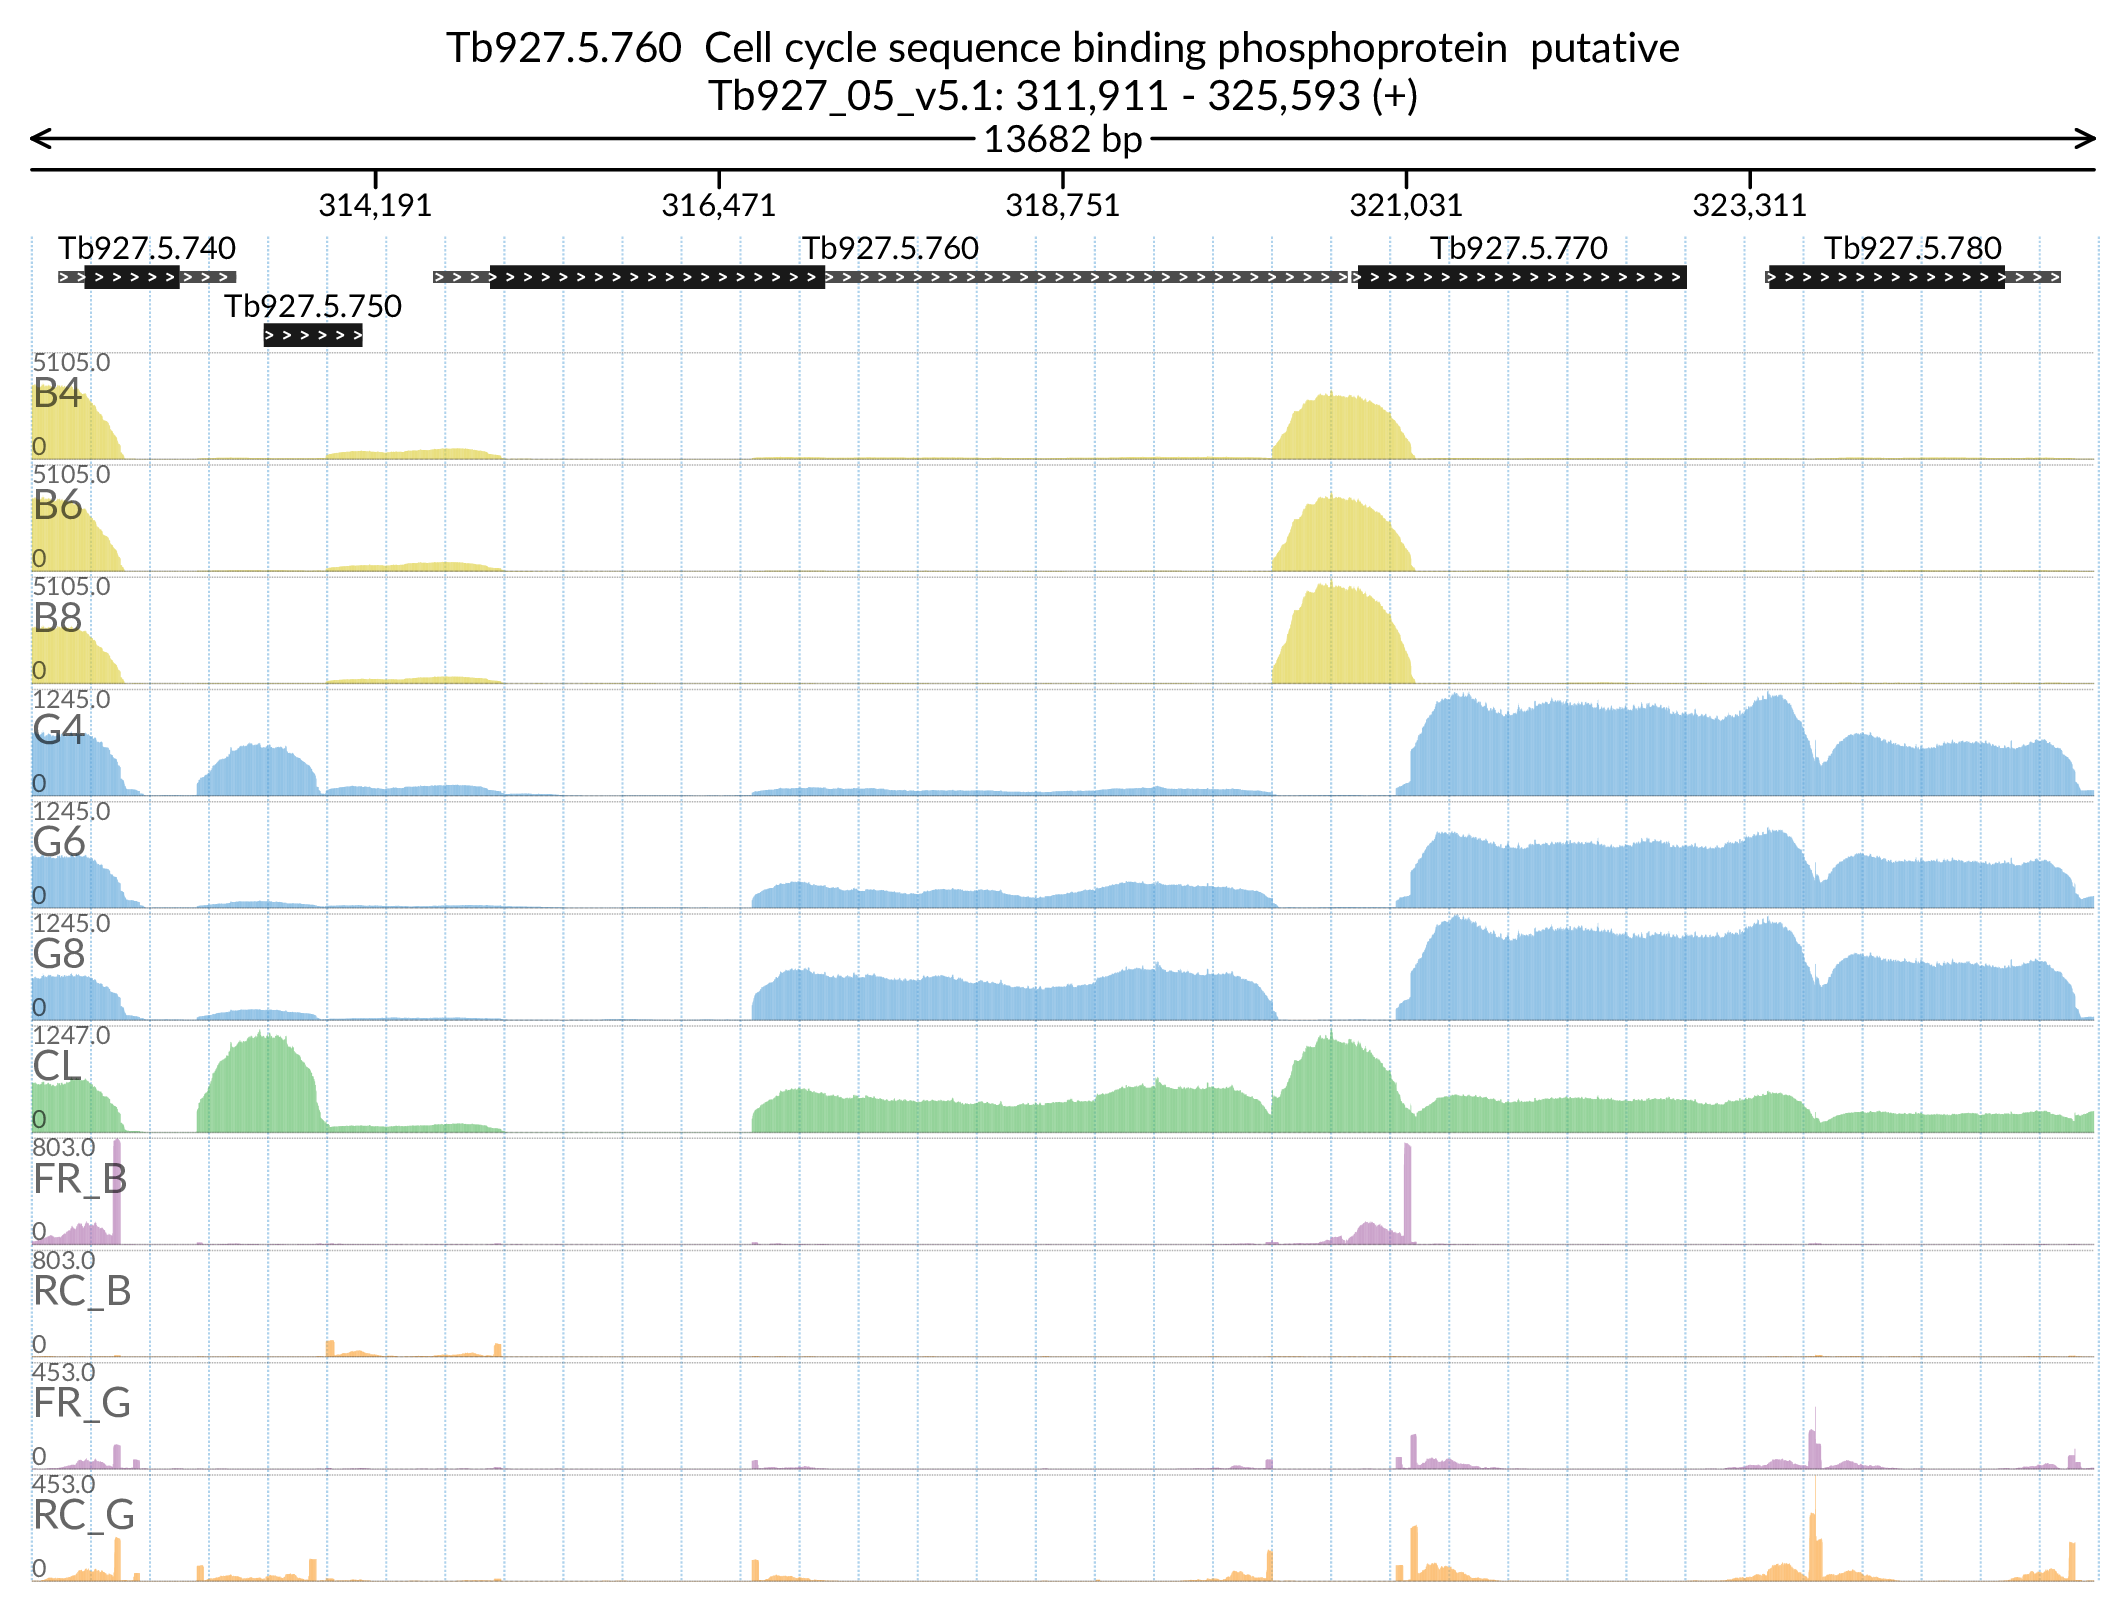 Tb927.5.760  Cell cycle sequence binding phosphoprotein  putative
Tb927_05_v5.1: 311,911 - 325,593 (+)
13682 bp
314,191 316,471 318,751 321,031 323,311
Tb927.5.740 Tb927.5.760 Tb927.5.770 Tb927.5.780
Tb927.5.750
5105.0
B4
0
5105.0
B6
0
5105.0
B8
0
1245.0
G4
0
1245.0
G6
0
1245.0
G8
0
1247.0
CL
0
803.0
FR_B
0
803.0
RC_B
0
453.0
FR_G
0
453.0
RC_G
0